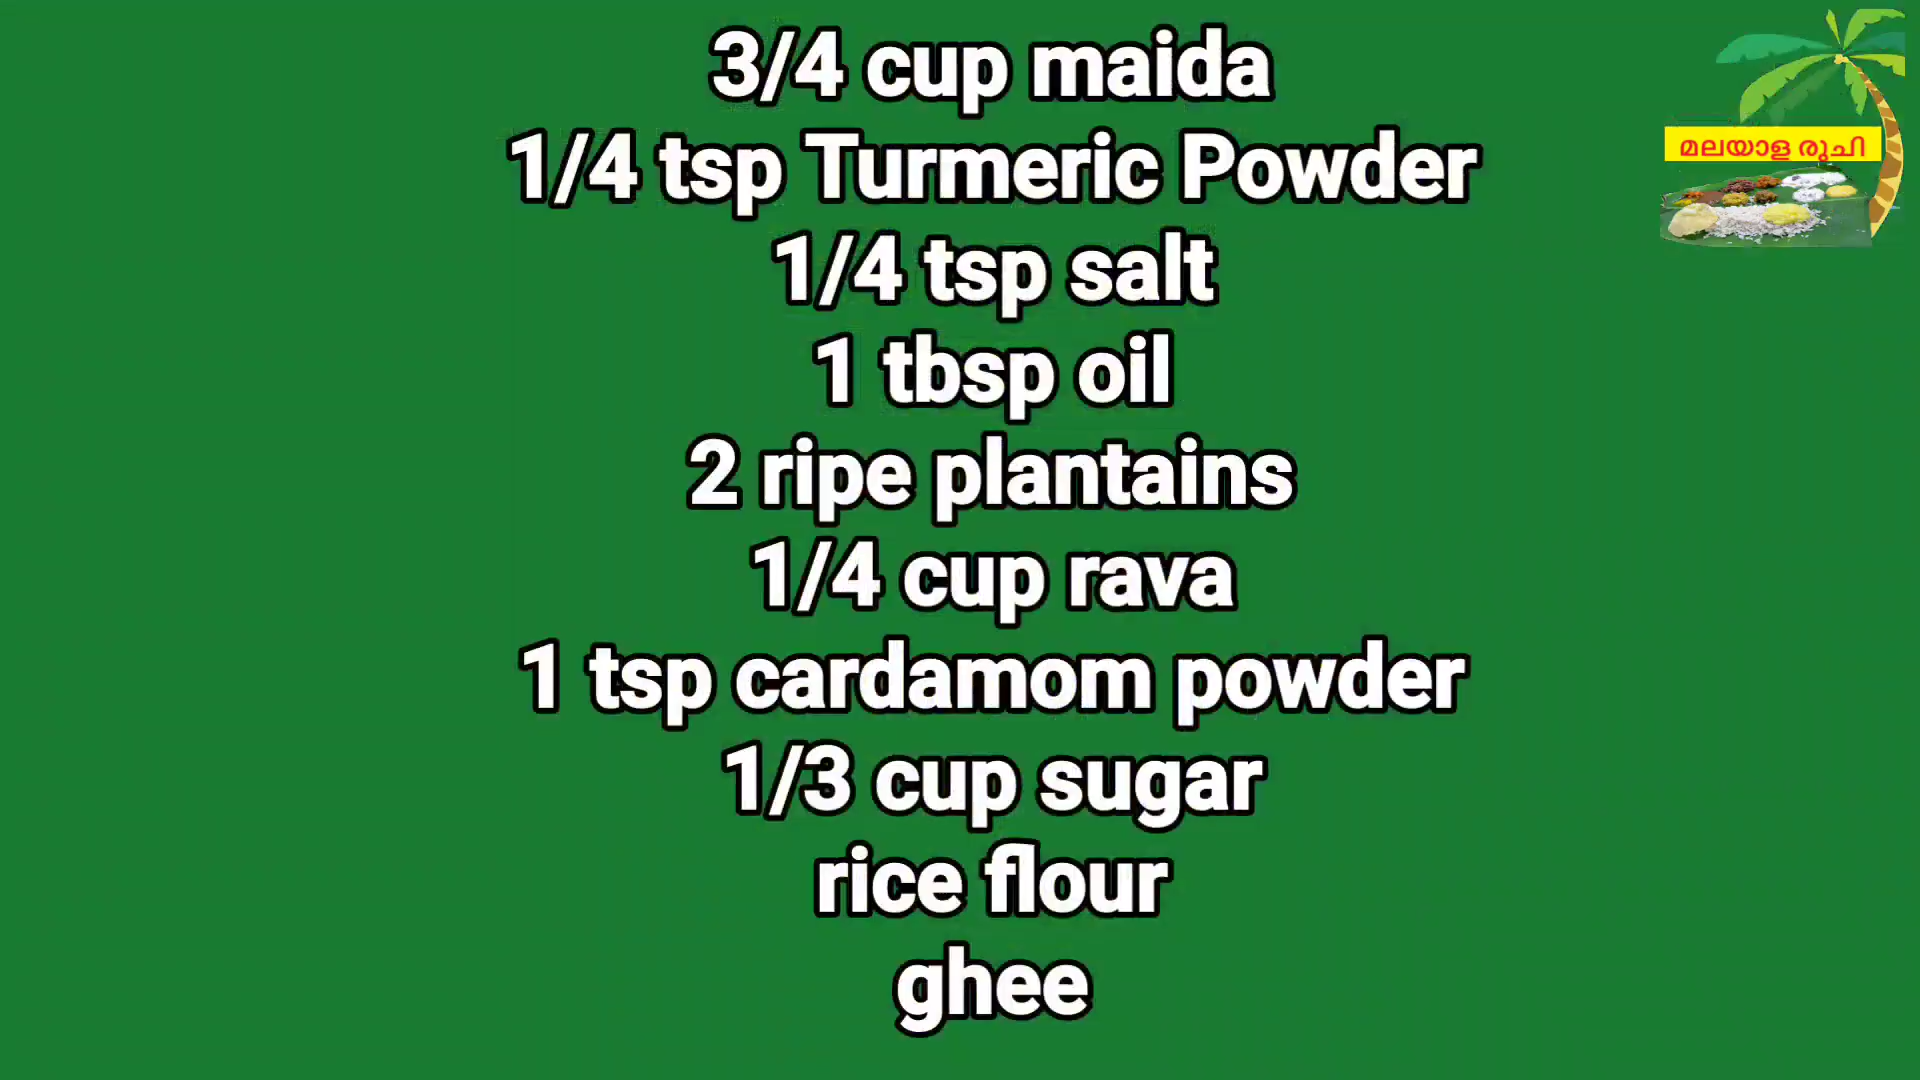 3/4 cup maida
1/4 tsp Turmeric Powder
1/4 tsp salt
1 tbsp oil
2 ripe plantains
1/4 cup rava
1 tsp cardamom powder
1/3 cup sugar
rice flour
ghee
മലയാള രുചി